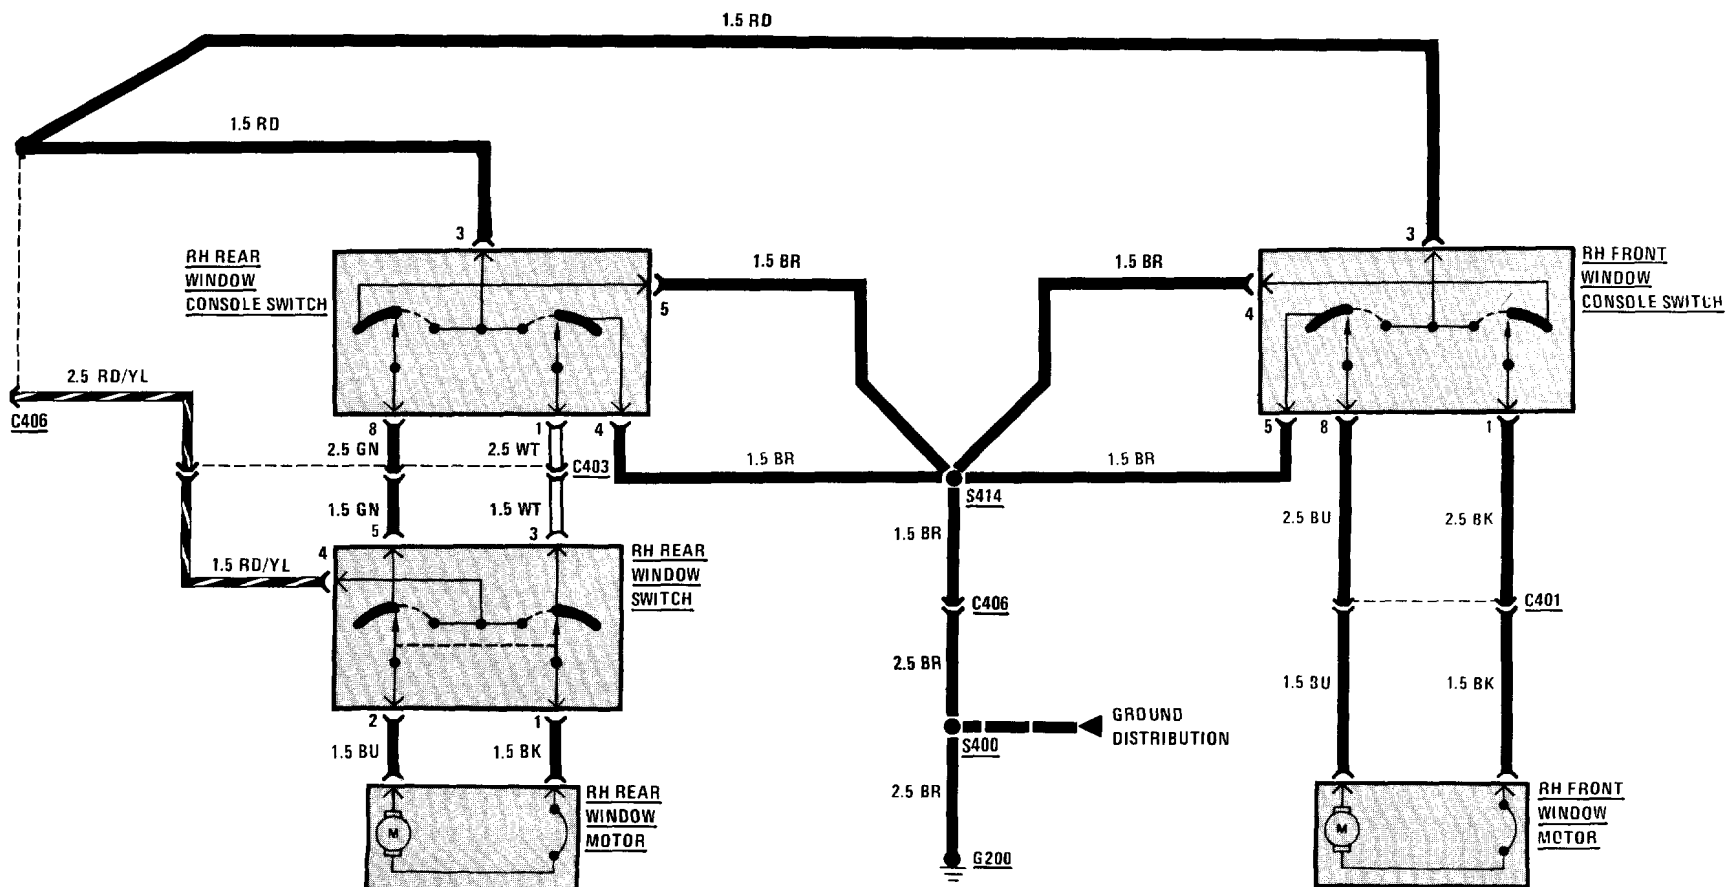 1.5 RD
1.5 RD
3
3
RH REAR
WINDOW
CONSOLE SWITCH
1.5 BR
1.5 BR
RH FRONT
WINDOW
CONSOLE SWITCH
5
4
2.5 RD/YL
C406
8
1
4
5
8
1
2.5 GN
2.5 WT
C403
1.5 BR
1.5 BR
S414
1.5 GN
1.5 WT
5
3
4
1.5 RD/YL
RH REAR
WINDOW
SWITCH
1.5 BR
2.5 BU
2.5 BK
C406
C401
2.5 BR
1.5 BU
1.5 BK
2
1
GROUND
DISTRIBUTION
S400
1.5 BU
1.5 BK
2.5 BR
RH REAR
WINDOW
MOTOR
M
RH FRONT
WINDOW
MOTOR
M
G200